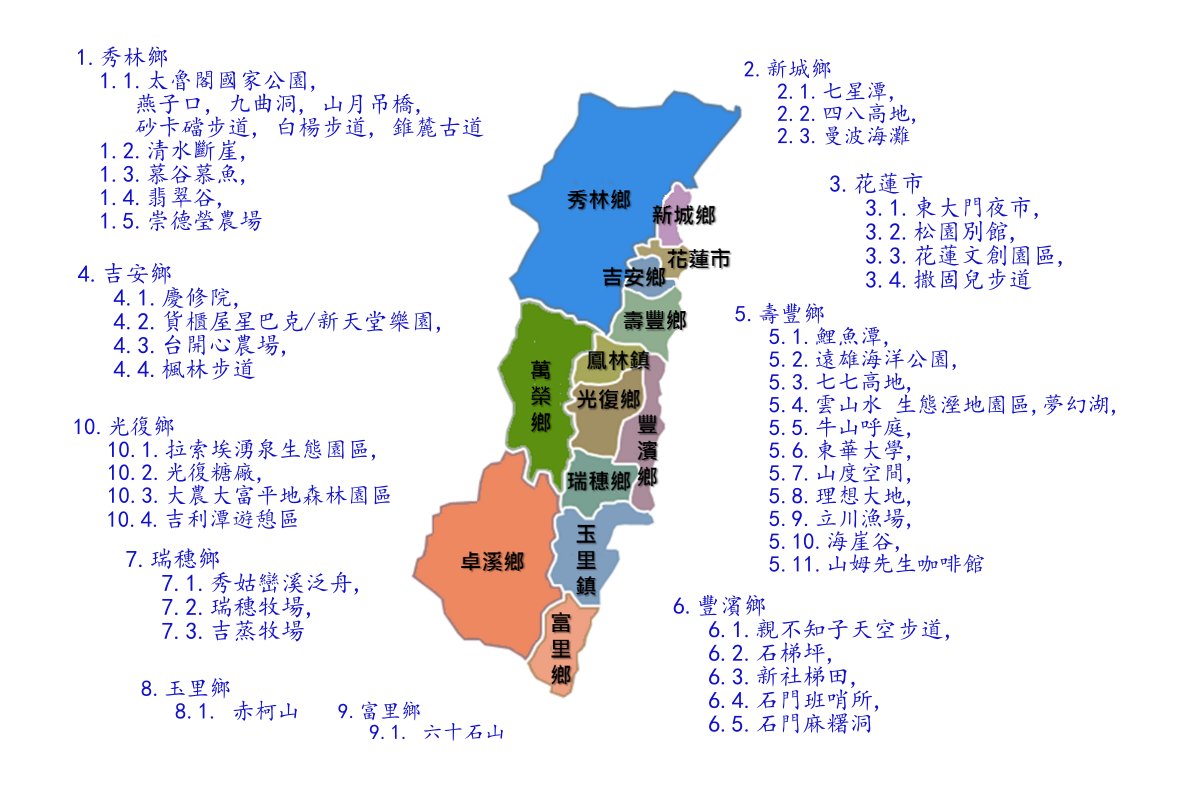 1.秀林鄉
1.1.太魯閣國家公園,
燕子口, 九曲洞, 山月吊橋,
砂卡礑步道, 白楊步道, 錐麓古道
1.2.清水斷崖,
1.3.慕谷慕魚,
1.4.翡翠谷,
1.5.崇德瑩農場
2.新城鄉
2.1.七星潭,
2.2.四八高地,
2.3.曼波海灘
3.花蓮市
3.1.東大門夜市,
3.2.松園別館,
3.3.花蓮文創園區,
3.4.撒固兒步道
4.吉安鄉
4.1.慶修院,
4.2.貨櫃屋星巴克/新天堂樂園,
4.3.台開心農場,
4.4.楓林步道
5.壽豐鄉
5.1.鯉魚潭,
5.2.遠雄海洋公園,
5.3.七七高地,
5.4.雲山水 生態溼地園區,夢幻湖,
5.5.牛山呼庭,
5.6.東華大學,
5.7.山度空間,
5.8.理想大地,
5.9.立川漁場,
5.10.海崖谷,
5.11.山姆先生咖啡館
10.光復鄉
10.1.拉索埃湧泉生態園區,
10.2.光復糖廠,
10.3.大農大富平地森林園區
10.4.吉利潭遊憩區
7.瑞穗鄉
7.1.秀姑巒溪泛舟,
7.2.瑞穗牧場,
7.3.吉蒸牧場
6.豐濱鄉
6.1.親不知子天空步道,
6.2.石梯坪,
6.3.新社梯田,
6.4.石門班哨所,
6.5.石門麻糬洞
8.玉里鄉
8.1. 赤柯山
9.富里鄉
9.1. 六十石山
秀林鄉
新城鄉
花蓮市
吉安鄉
壽豐鄉
鳳林鎮
萬榮鄉
光復鄉
豐濱鄉
瑞穗鄉
玉里鎮
卓溪鄉
富里鄉